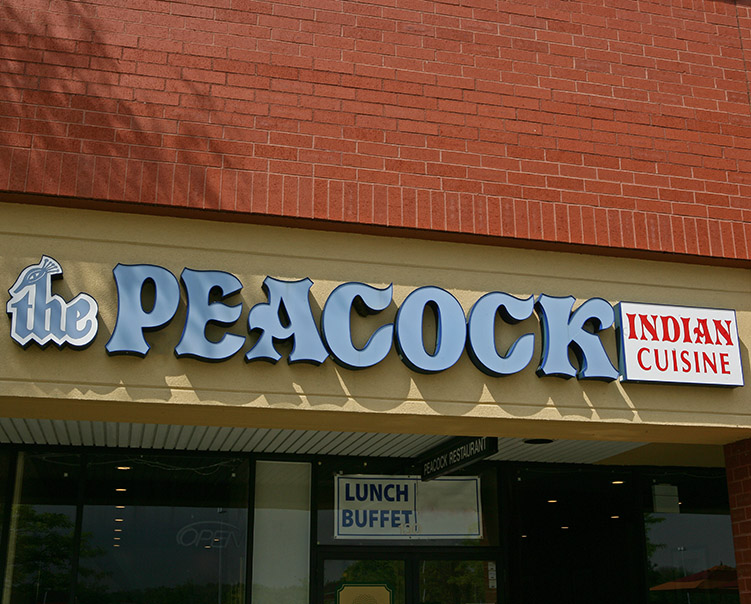 the PEACOCK
INDIAN
CUISINE
PEACOCK RESTAURANT
LUNCH
BUFFET
OPEN